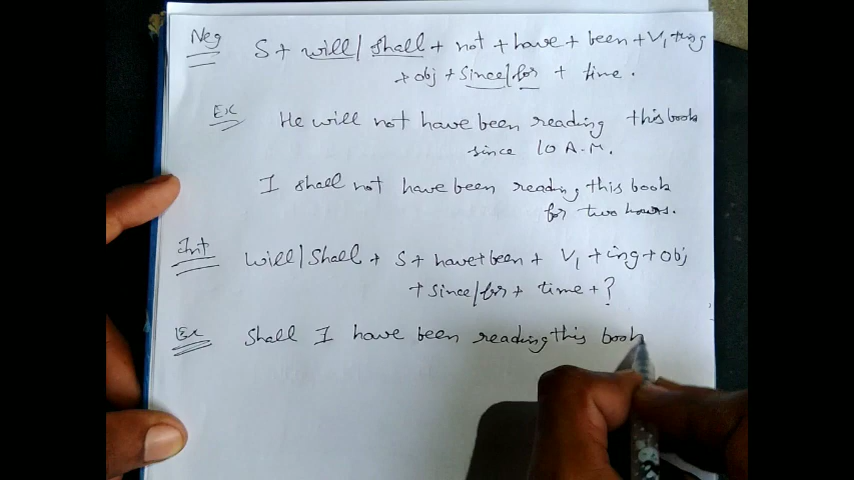 Neg S + will/shall + not + have + been + V1 + ing
+ obj + since/for + time.
Ex He will not have been reading this book
since 10 A.M.
I shall not have been reading this book
for two hours.
Int Will/Shall + S + have + been + V1 + ing + obj
+ since/for + time + ?
Ex Shall I have been reading this book